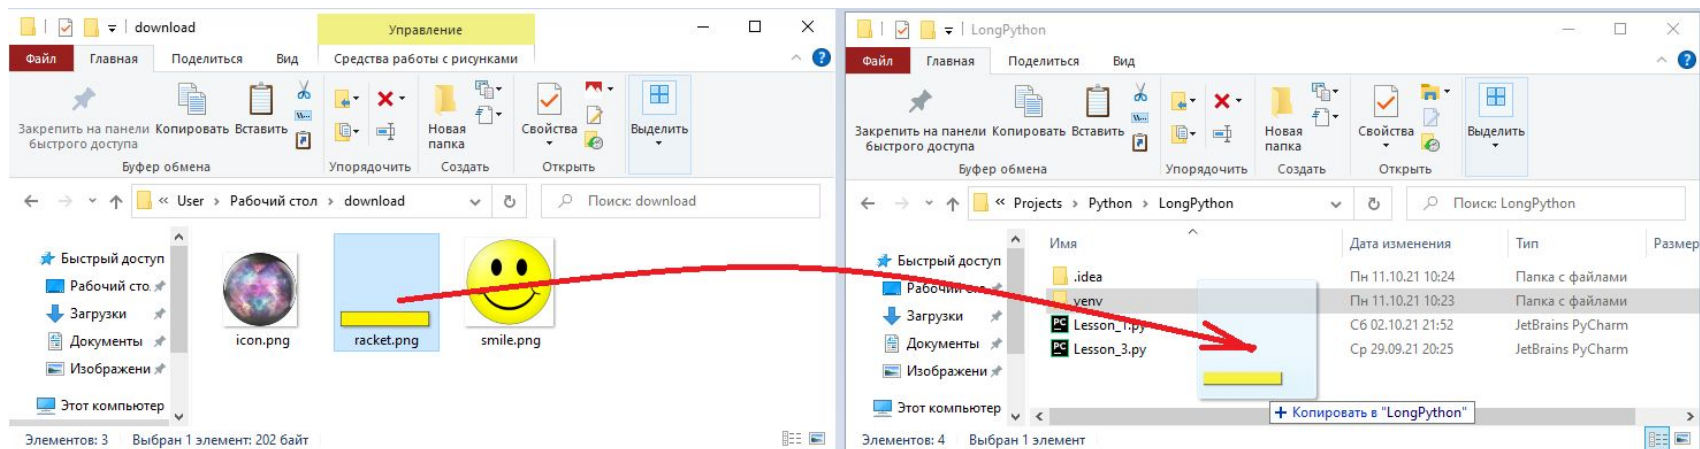 download
Управление
Файл Главная Поделиться Вид Средства работы с рисунками
Закрепить на панели быстрого доступа
Копировать Вставить
Новая папка
Свойства
Выделить
Буфер обмена Упорядочить Создать Открыть
« User › Рабочий стол › download
Поиск: download
Быстрый доступ
Рабочий сто.
Загрузки
Документы
Изображени
Этот компьютер
icon.png racket.png smile.png
Элементов: 3 Выбран 1 элемент: 202 байт
LongPython
Файл Главная Поделиться Вид
Закрепить на панели быстрого доступа
Копировать Вставить
Новая папка
Свойства
Выделить
Буфер обмена Упорядочить Создать Открыть
« Projects › Python › LongPython
Поиск: LongPython
Быстрый доступ
Рабочий
Загрузки
Документы
Изображени
Этот компьютер
Имя Дата изменения Тип Размер
.idea Пн 11.10.21 10:24 Папка с файлами
venv Пн 11.10.21 10:23 Папка с файлами
PC Lesson_1.py Сб 02.10.21 21:52 JetBrains PyCharm
PC Lesson_3.py Ср 29.09.21 20:25 JetBrains PyCharm
+ Копировать в "LongPython"
Элементов: 4 Выбран 1 элемент